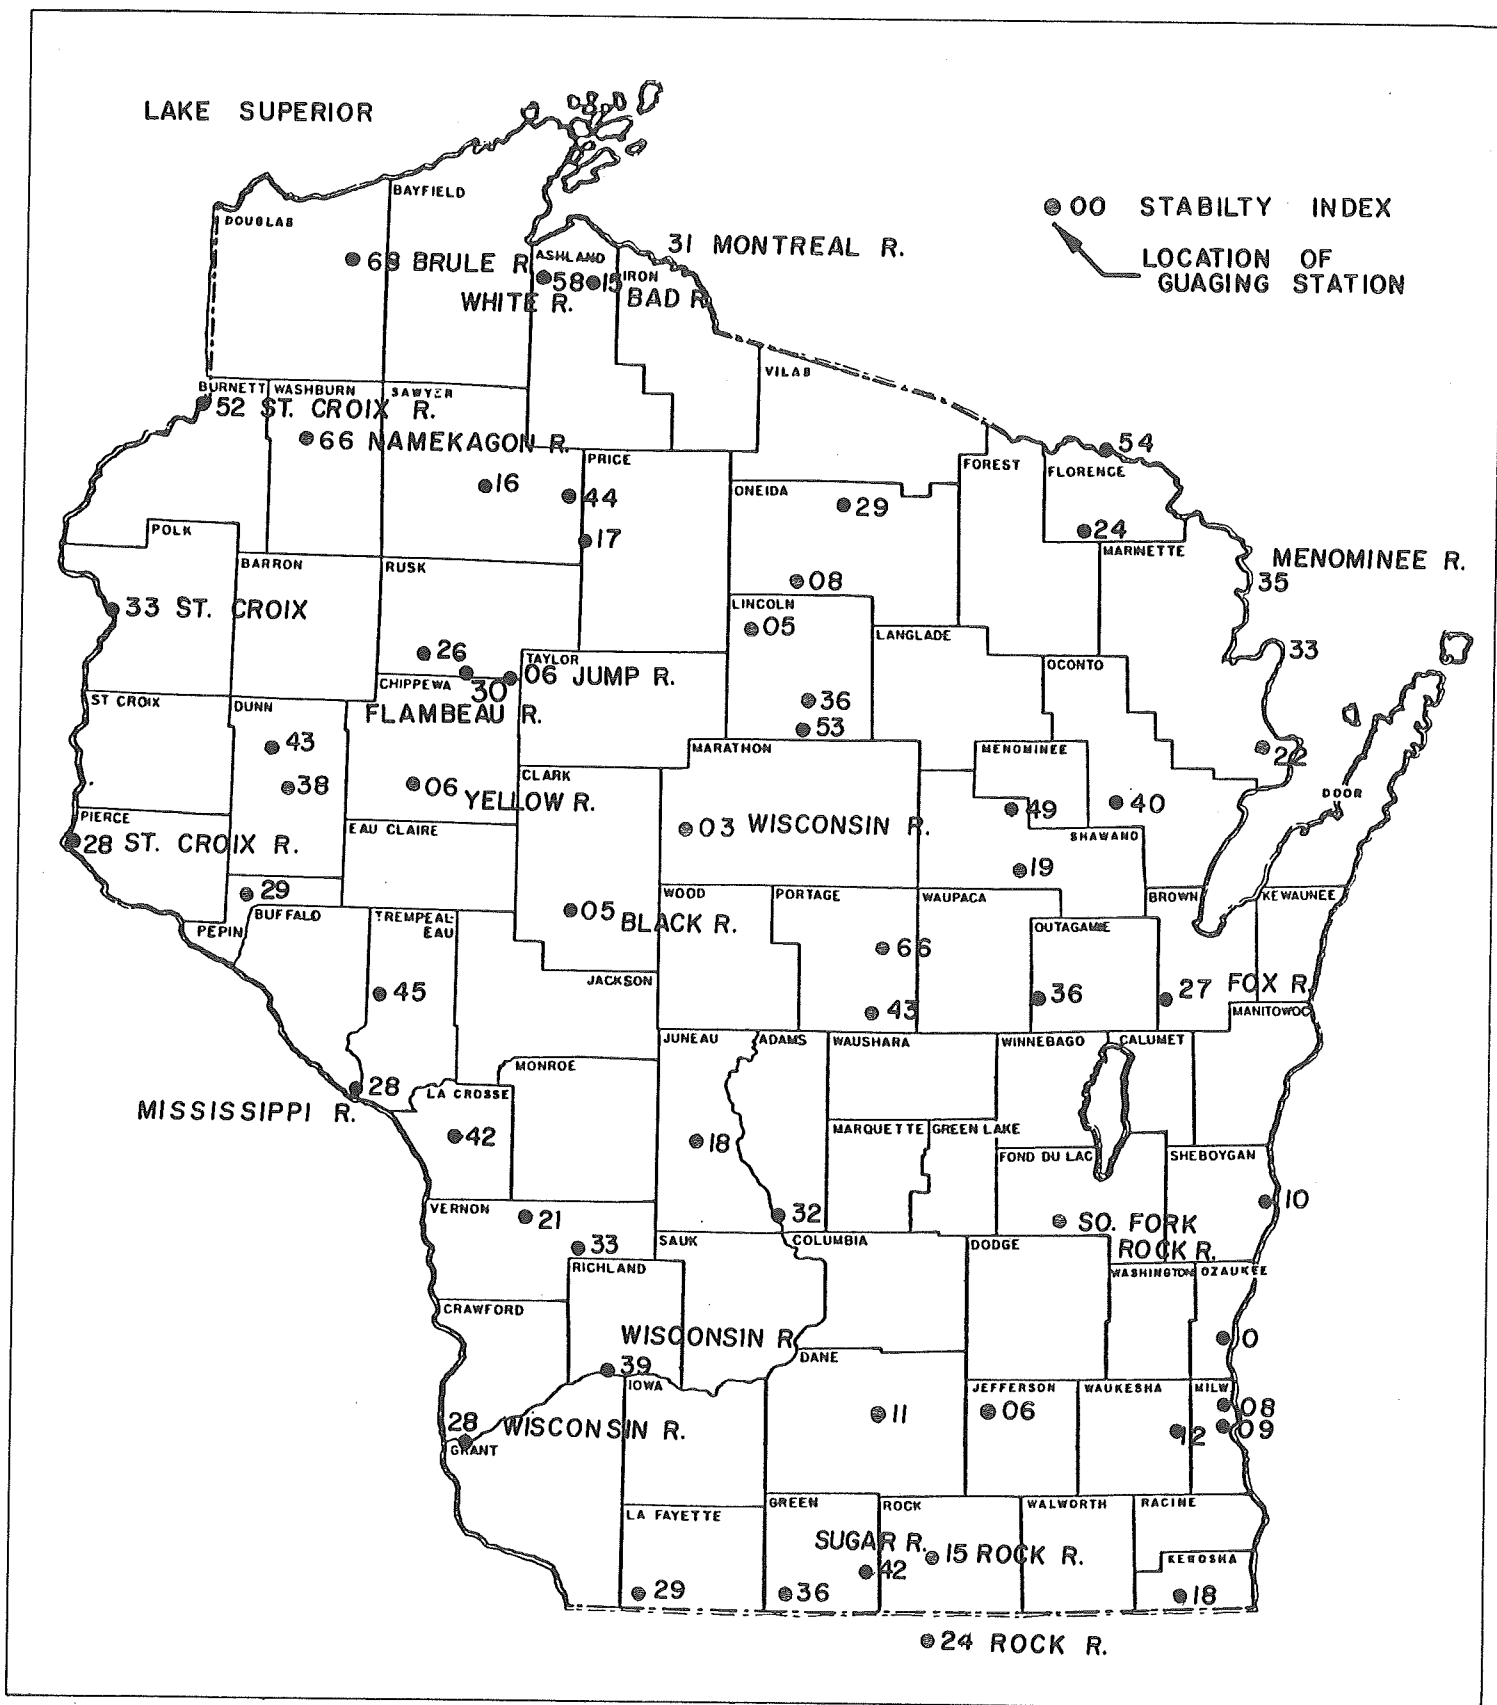 LAKE SUPERIOR
00 STABILTY INDEX
LOCATION OF
GUAGING STATION
BAYFIELD
DOUGLAS
31 MONTREAL R.
68 BRULE R.
ASHLAND
58
15
IRON
WHITE R.
BAD R.
VILAS
BURNETT
WASHBURN
SAWYER
52 ST. CROIX R.
66 NAMEKAGON R.
54
PRICE
FOREST
FLORENCE
16
44
ONEIDA
29
24
POLK
17
MARINETTE
MENOMINEE R.
BARRON
RUSK
08
35
33 ST. CROIX
LINCOLN
05
LANGLADE
26
TAYLOR
OCONTO
33
CHIPPEWA
30
06 JUMP R.
ST CROIX
DUNN
FLAMBEAU R.
36
53
43
MARATHON
MENOMINEE
22
38
06
CLARK
YELLOW R.
DOOR
PIERCE
49
40
28 ST. CROIX R.
EAU CLAIRE
03 WISCONSIN R.
SHAWANO
19
29
WOOD
PORTAGE
WAUPACA
BROWN
KEWAUNEE
BUFFALO
TREMPEAL-
EAU
05 BLACK R.
PEPIN
OUTAGAMIE
66
JACKSON
45
36
27 FOX R.
43
MANITOWOC
JUNEAU
ADAMS
WAUSHARA
WINNEBAGO
CALUMET
MONROE
28
LA CROSSE
MISSISSIPPI R.
42
18
MARQUETTE
GREEN LAKE
FOND DU LAC
SHEBOYGAN
VERNON
21
32
10
SO. FORK
ROCK R.
33
SAUK
COLUMBIA
DODGE
RICHLAND
WASHINGTON
OZAUKEE
CRAWFORD
WISCONSIN R.
0
39
DANE
IOWA
JEFFERSON
WAUKESHA
MILW.
28
WISCONSIN R.
11
06
08
12
09
GRANT
GREEN
ROCK
WALWORTH
RACINE
LA FAYETTE
SUGAR R.
15 ROCK R.
KENOSHA
42
29
36
18
24 ROCK R.